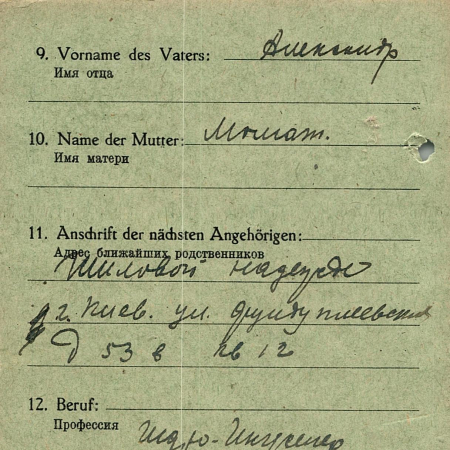 9. Vorname des Vaters: Александр
Имя отца
10. Name der Mutter:
Имя матери
11. Anschrift der nächsten Angehörigen:
Адрес ближайших родственников
Шиловой Надежде
г. Киев. ул.
Д 53 в кв 12
12. Beruf:
Профессия